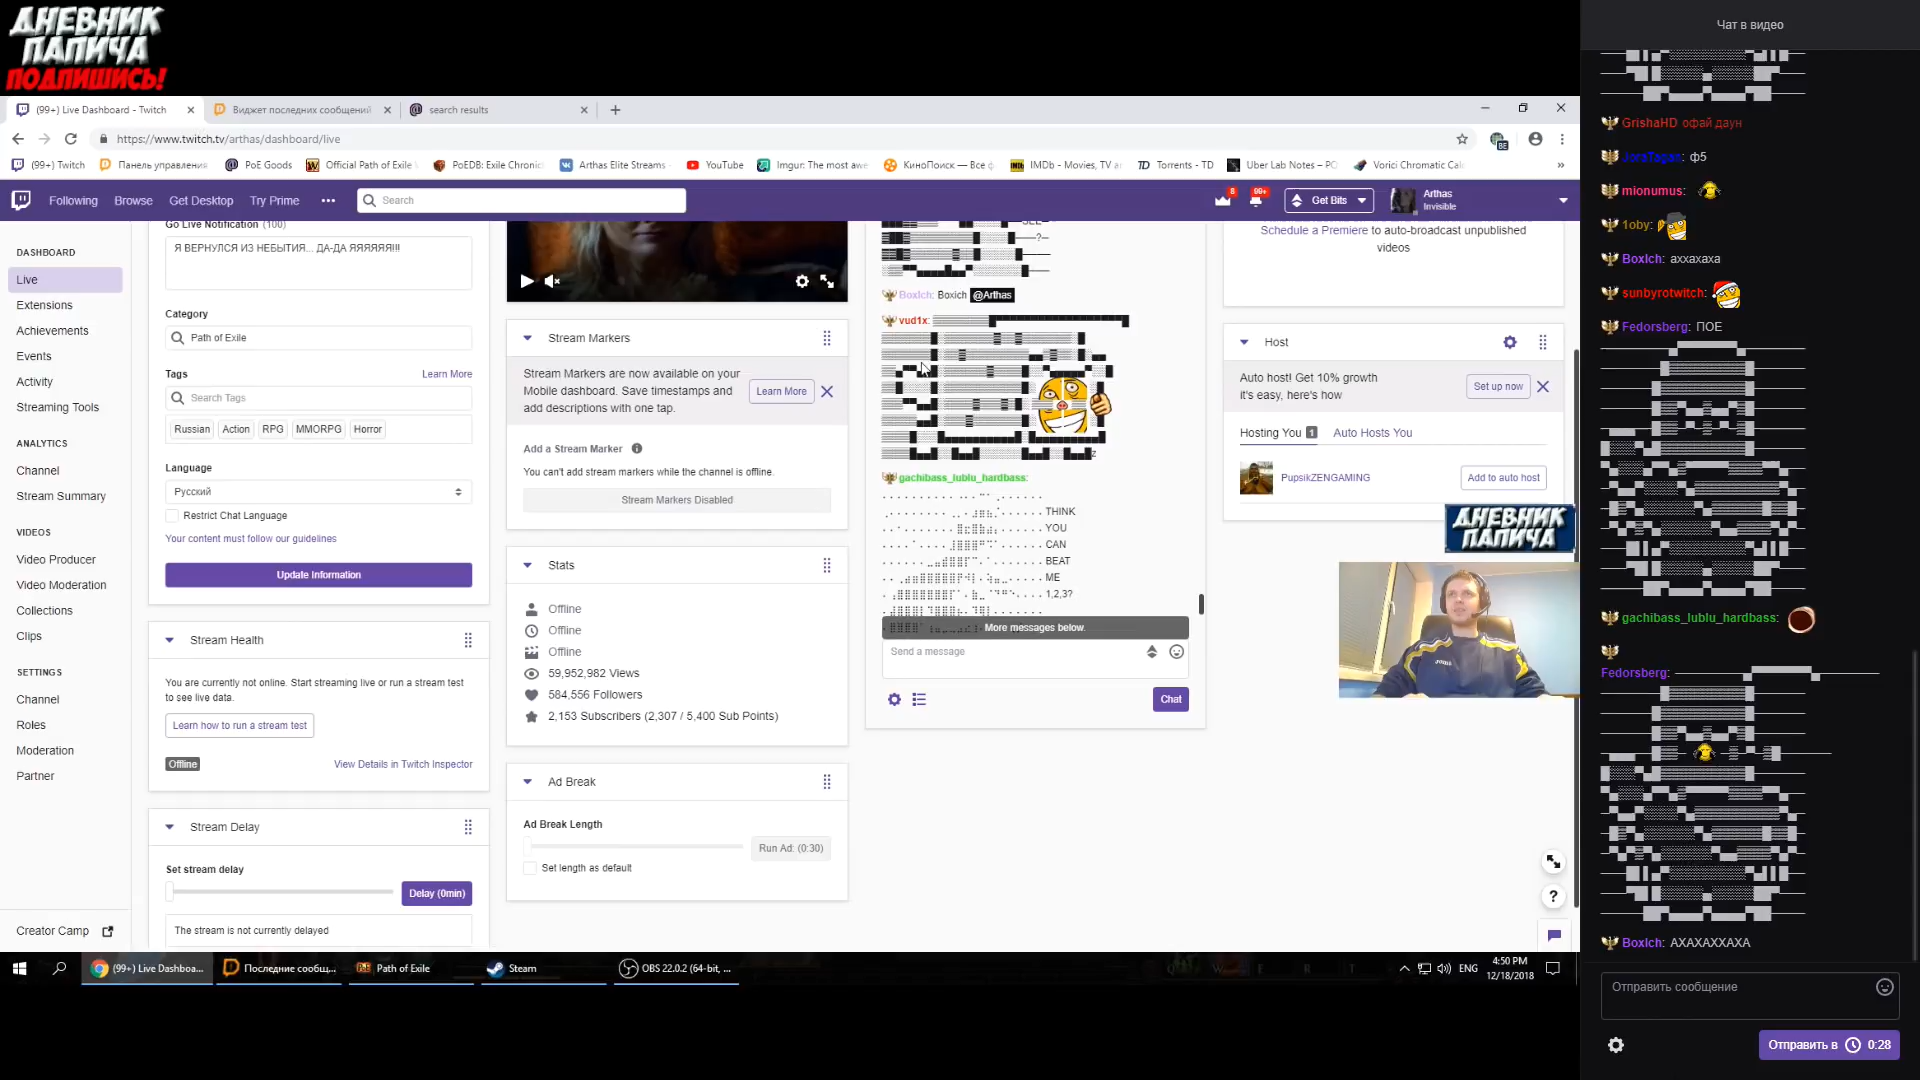 ДНЕВНИК
ПАПИЧА
ПОДПИШИСЬ!
(99+) Live Dashboard - Twitch
Виджет последних сообщений
search results
https://www.twitch.tv/arthas/dashboard/live
(99+) Twitch
Панель управления
PoE Goods
Official Path of Exile
PoEDB: Exile Chronic
Arthas Elite Streams
YouTube
Imgur: The most awe
КиноПоиск — Все ф
IMDb - Movies, TV a
Torrents - TD
Uber Lab Notes – PO
Vorici Chromatic Cal
Following
Browse
Get Desktop
Try Prime
Search
8
99+
Get Bits
Arthas
Invisible
DASHBOARD
Live
Extensions
Achievements
Events
Activity
Streaming Tools
ANALYTICS
Channel
Stream Summary
VIDEOS
Video Producer
Video Moderation
Collections
Clips
SETTINGS
Channel
Roles
Moderation
Partner
Creator Camp
Go Live Notification (100)
Я ВЕРНУЛСЯ ИЗ НЕБЫТИЯ... ДА-ДА ЯЯЯЯЯЯ!!!
Category
Path of Exile
Tags
Learn More
Search Tags
Russian
Action
RPG
MMORPG
Horror
Language
Русский
Restrict Chat Language
Your content must follow our guidelines
Update Information
Stream Health
You are currently not online. Start streaming live or run a stream test
to see live data.
Learn how to run a stream test
Offline
View Details in Twitch Inspector
Stream Delay
Set stream delay
Delay (0min)
The stream is not currently delayed
Stream Markers
Stream Markers are now available on your
Mobile dashboard. Save timestamps and
add descriptions with one tap.
Learn More
Add a Stream Marker
You can't add stream markers while the channel is offline.
Stream Markers Disabled
Stats
Offline
Offline
Offline
59,952,982 Views
584,556 Followers
2,153 Subscribers (2,307 / 5,400 Sub Points)
Ad Break
Ad Break Length
Run Ad: (0:30)
Set length as default
Boxlch: Boxich @Arthas
vud1x:
z
gachibass_lublu_hardbass:
THINK
YOU
CAN
BEAT
ME
1,2,3?
More messages below.
Send a message
Chat
Schedule a Premiere to auto-broadcast unpublished
videos
Host
Auto host! Get 10% growth
it's easy, here's how
Set up now
Hosting You 1
Auto Hosts You
PupsikZENGAMING
Add to auto host
ДНЕВНИК
ПАПИЧА
(99+) Live Dashboa...
Последние сообщ...
Path of Exile
Steam
OBS 22.0.2 (64-bit, ...
ENG
4:50 PM
12/18/2018
Чат в видео
GrishaHD офай даун
JoraTagan: ф5
mionumus:
1oby:
Boxlch: аххахаха
sunbyrotwitch:
Fedorsberg: ПОЕ
gachibass_lublu_hardbass:
Fedorsberg:
Boxlch: АХАХАХХАХА
Отправить сообщение
Отправить в 0:28